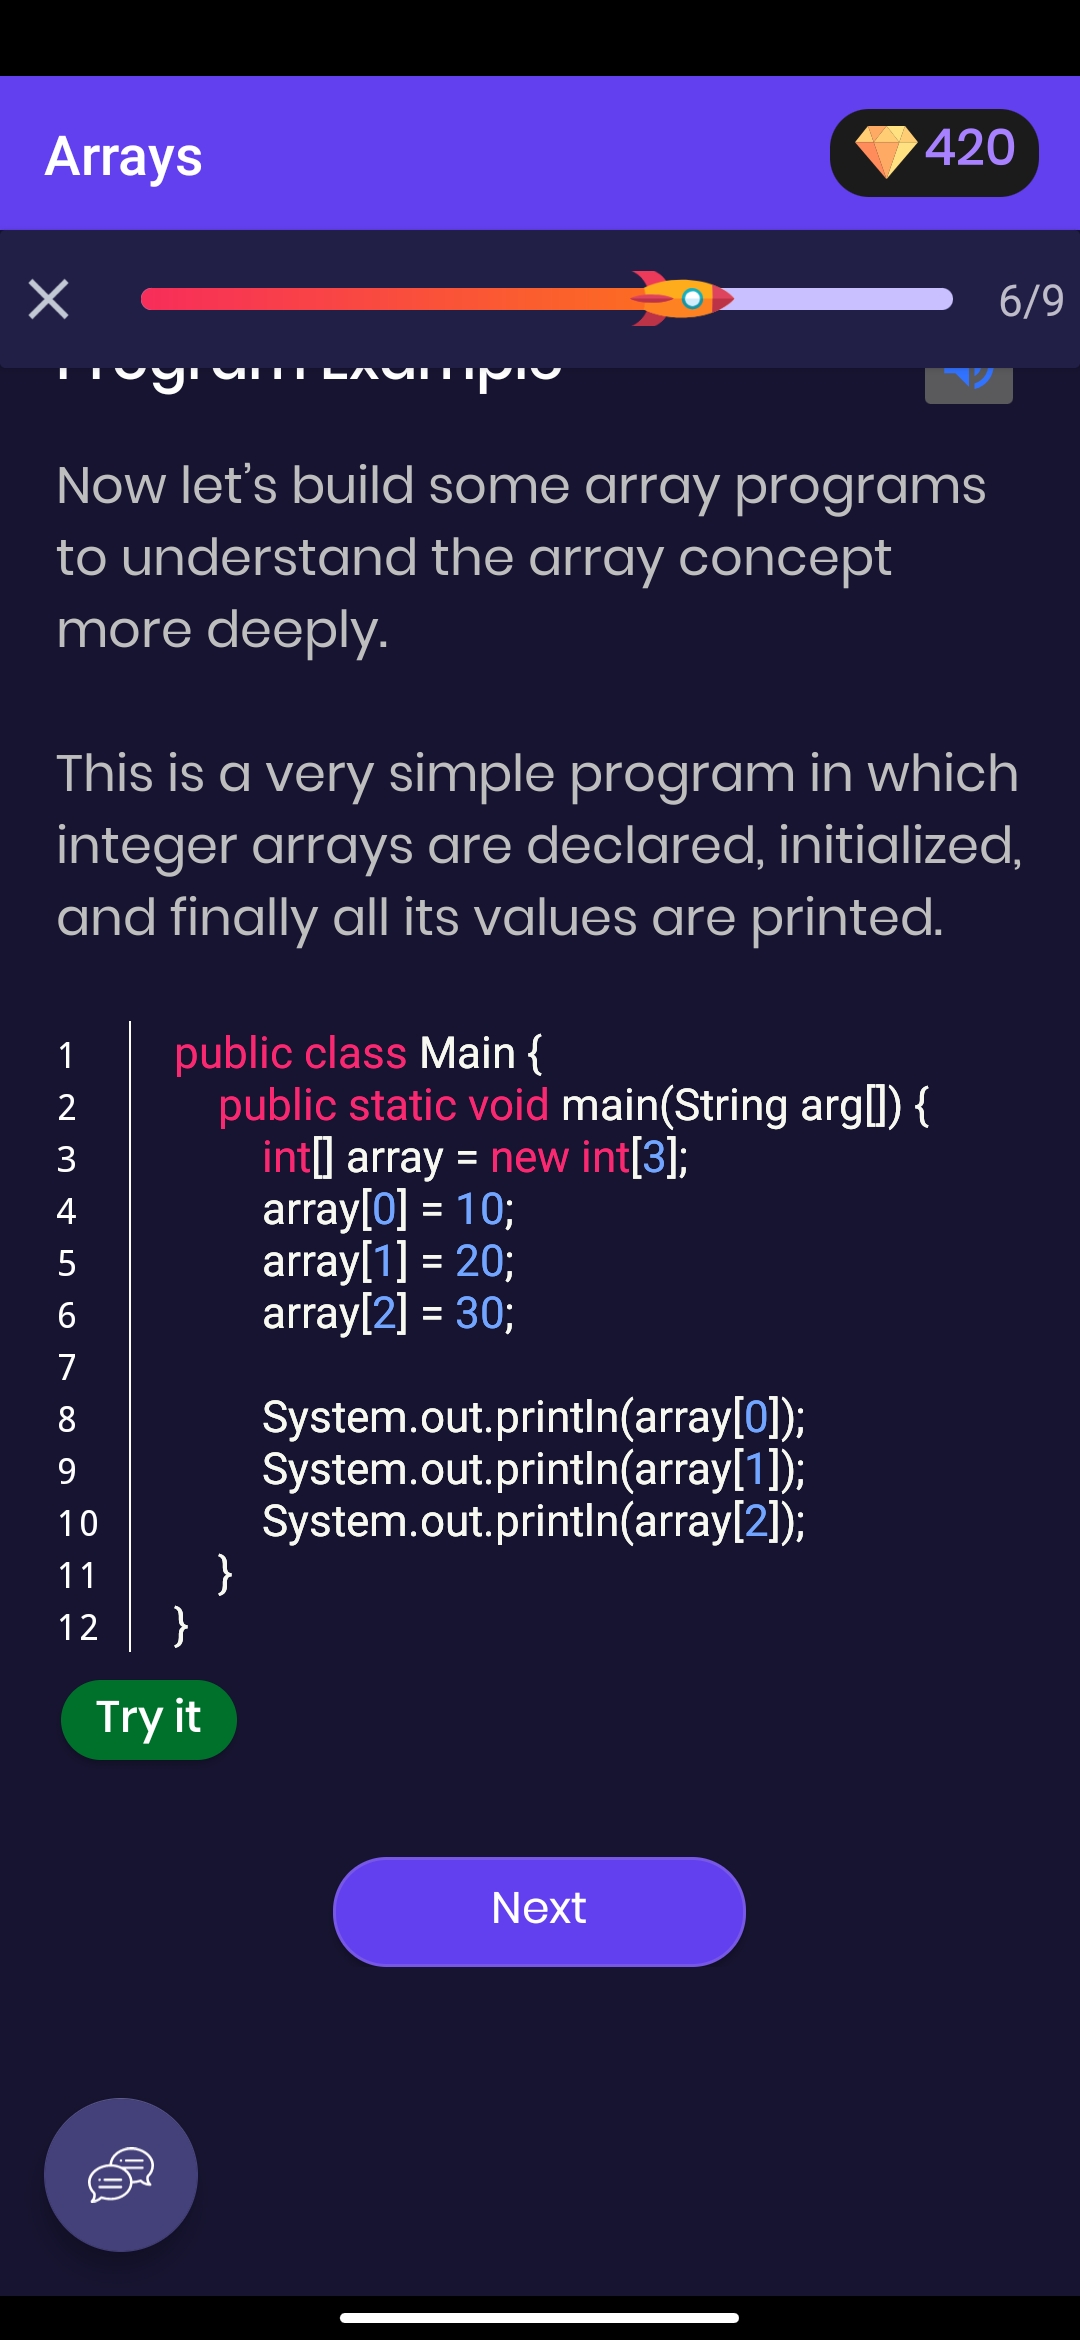 Arrays
420
6/9
Program Example
Now let's build some array programs
to understand the array concept
more deeply.
This is a very simple program in which
integer arrays are declared, initialized,
and finally all its values are printed.
1 public class Main {
2 public static void main(String arg[]) {
3 int[] array = new int[3];
4 array[0] = 10;
5 array[1] = 20;
6 array[2] = 30;
7
8 System.out.println(array[0]);
9 System.out.println(array[1]);
10 System.out.println(array[2]);
11 }
12 }
Try it
Next